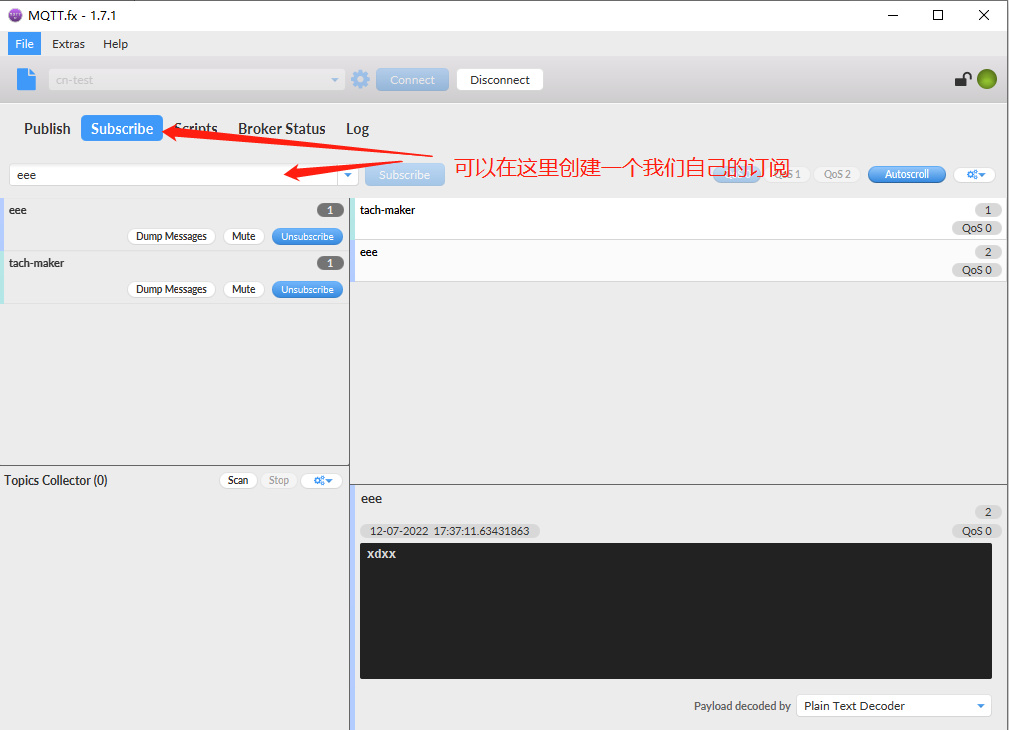 MQTT.fx - 1.7.1
File Extras Help
cn-test Connect Disconnect
Publish Subscribe Scripts Broker Status Log
eee Subscribe 可以在这里创建一个我们自己的订阅 QoS 2 Autoscroll
eee 1
Dump Messages Mute Unsubscribe
tach-maker 1
Dump Messages Mute Unsubscribe
tach-maker 1
QoS 0
eee 2
QoS 0
Topics Collector (0) Scan Stop
eee
2
12-07-2022 17:37:11.63431863 QoS 0
xdxx
Payload decoded by Plain Text Decoder